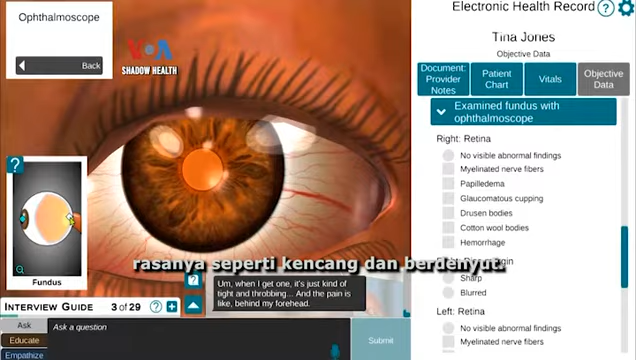 Ophthalmoscope
Back
VOA
SHADOW HEALTH
?
Fundus
INTERVIEW GUIDE 3 of 29
Ask
Educate
Empathize
Ask a question
Submit
Um, when I get one, it's just kind of
tight and throbbing... And the pain is
like, behind my forehead.
rasanya seperti kencang dan berdenyut.
Electronic Health Record
Tina Jones
Objective Data
Document:
Provider
Notes
Patient
Chart
Vitals
Objective
Data
Examined fundus with
ophthalmoscope
Right: Retina
No visible abnormal findings
Myelinated nerve fibers
Papilledema
Glaucomatous cupping
Drusen bodies
Cotton wool bodies
Hemorrhage
Sharp
Blurred
Left: Retina
No visible abnormal findings
Myelinated nerve fibers